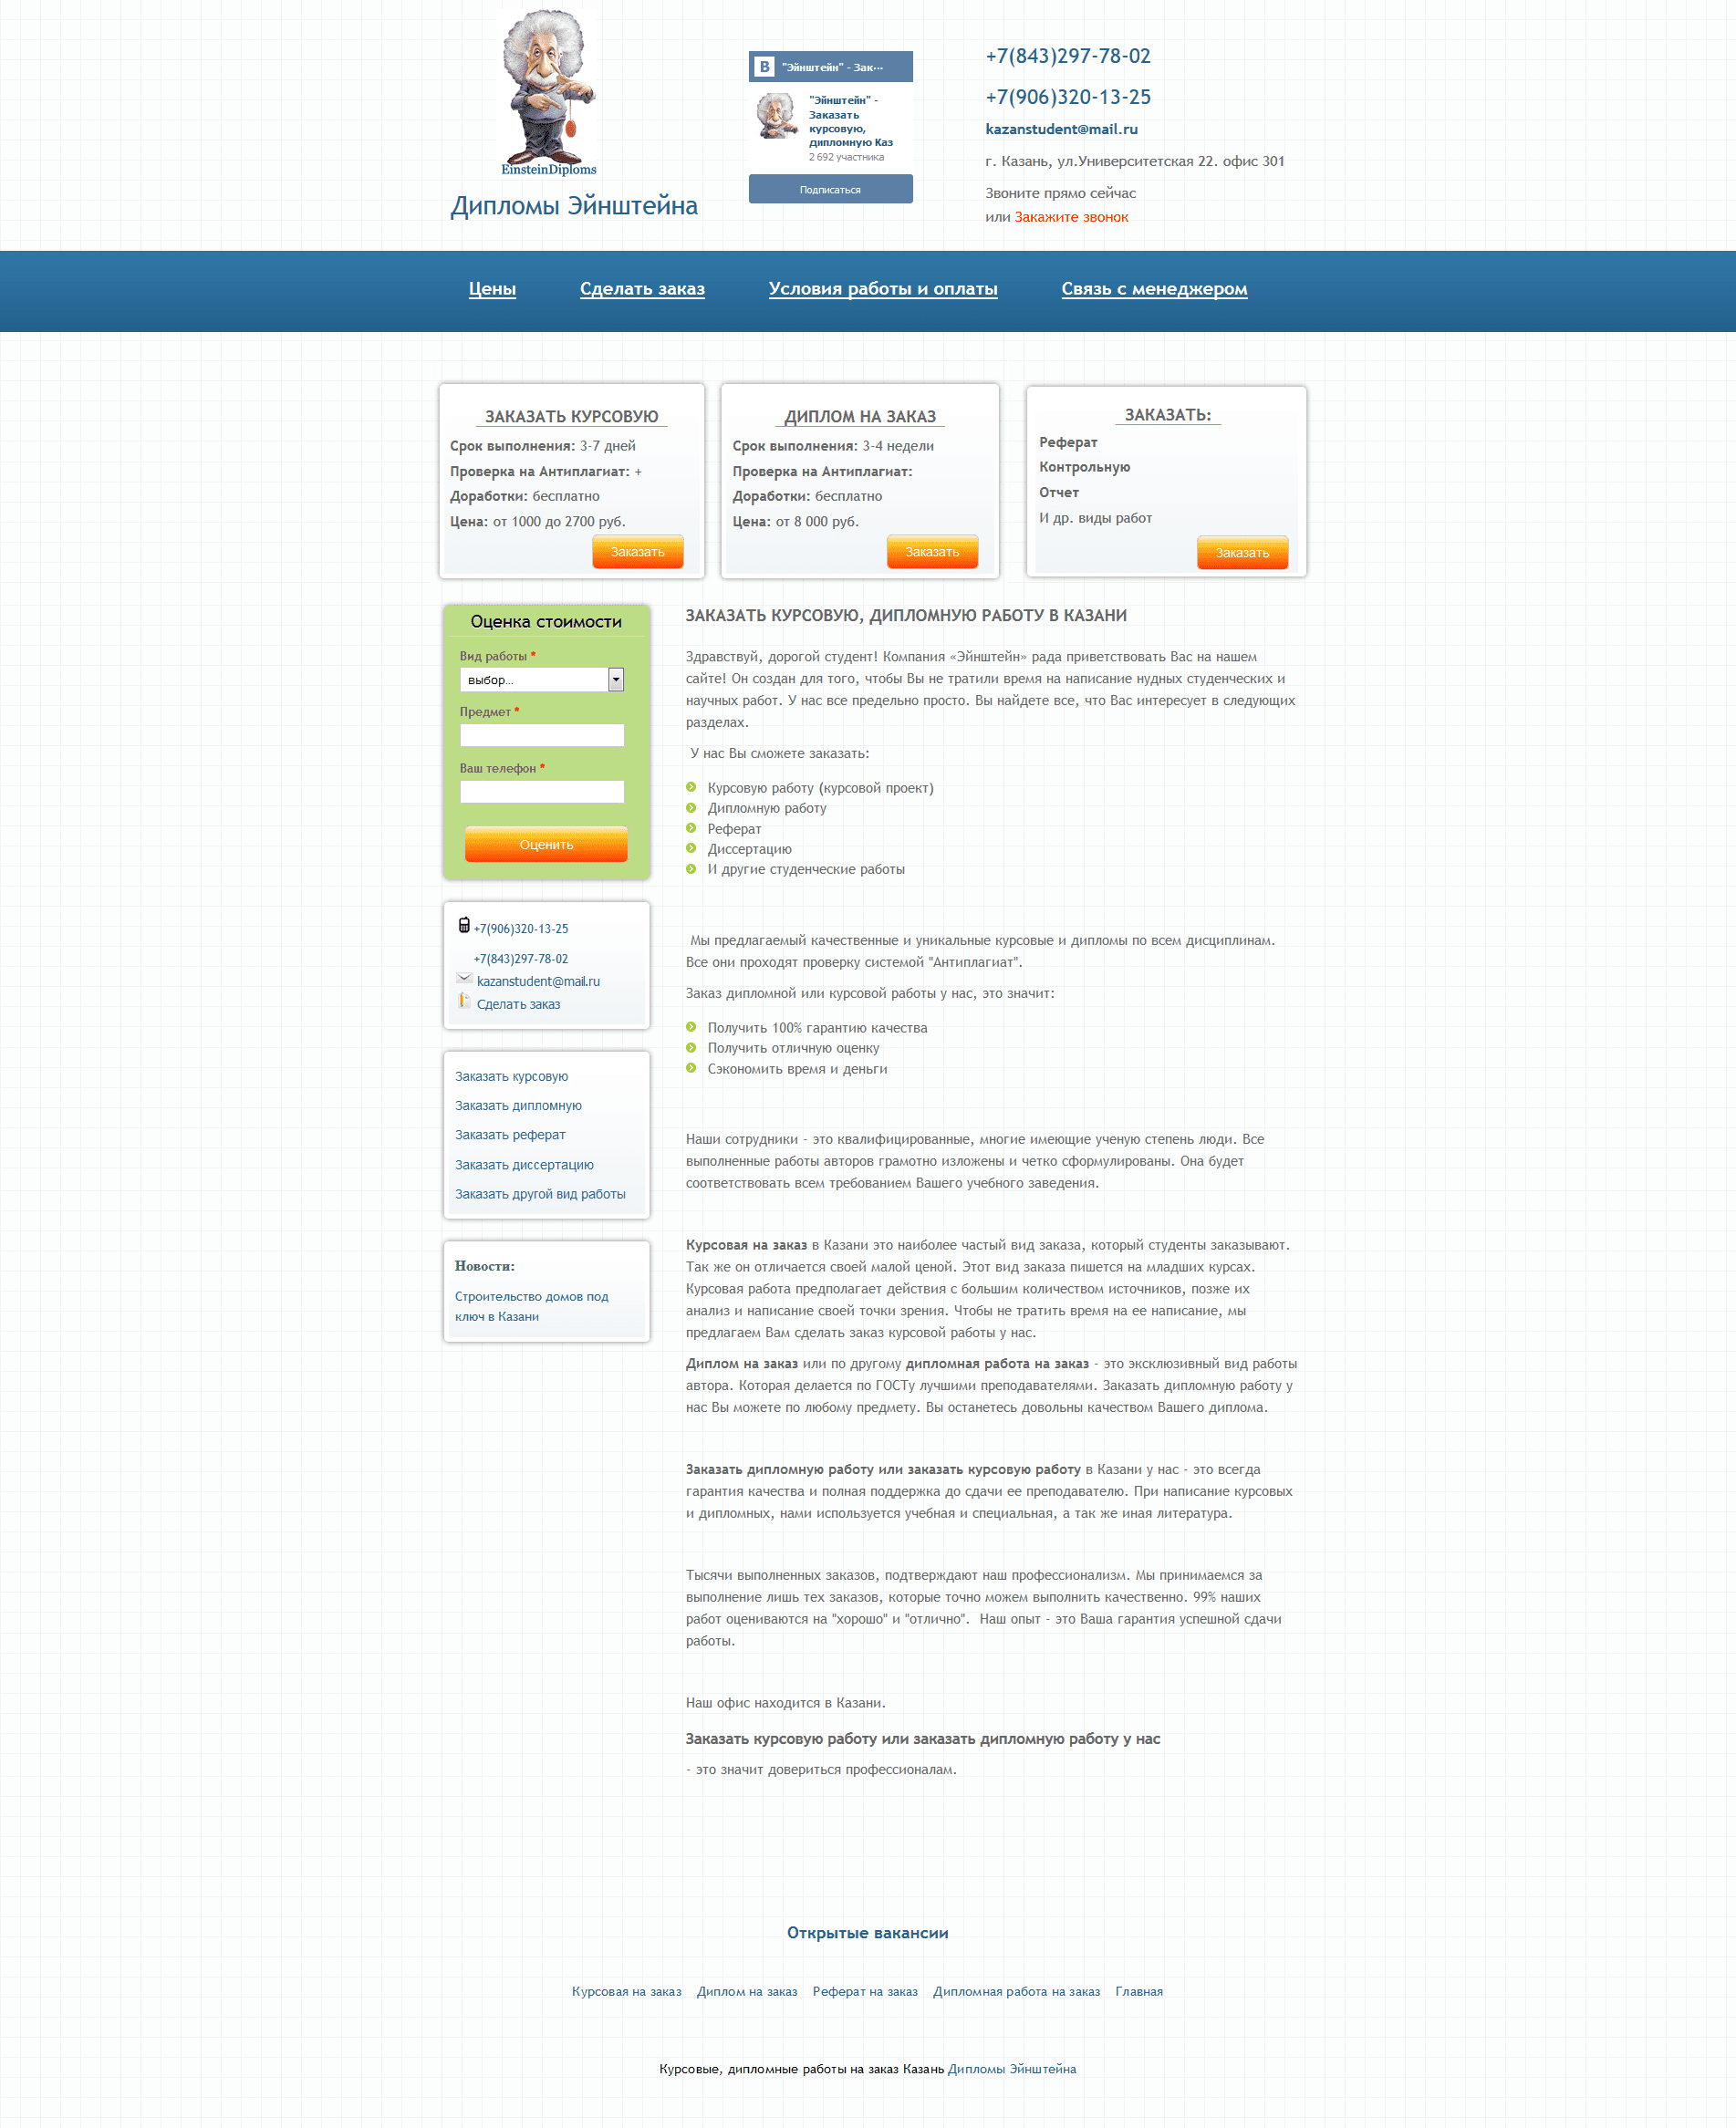 EinsteinDiploms
Дипломы Эйнштейна
В "Эйнштейн" - Зак...
"Эйнштейн" -
Заказать
курсовую,
дипломную Каз
2 692 участника
Подписаться
+7(843)297-78-02
+7(906)320-13-25
kazanstudent@mail.ru
г. Казань, ул.Университетская 22. офис 301
Звоните прямо сейчас
или Закажите звонок
Цены Сделать заказ Условия работы и оплаты Связь с менеджером
ЗАКАЗАТЬ КУРСОВУЮ
Срок выполнения: 3-7 дней
Проверка на Антиплагиат: +
Доработки: бесплатно
Цена: от 1000 до 2700 руб.
Заказать
ДИПЛОМ НА ЗАКАЗ
Срок выполнения: 3-4 недели
Проверка на Антиплагиат:
Доработки: бесплатно
Цена: от 8 000 руб.
Заказать
ЗАКАЗАТЬ:
Реферат
Контрольную
Отчет
И др. виды работ
Заказать
Оценка стоимости
Вид работы *
выбор...
Предмет *
Ваш телефон *
Оценить
+7(906)320-13-25
+7(843)297-78-02
kazanstudent@mail.ru
Сделать заказ
Заказать курсовую
Заказать дипломную
Заказать реферат
Заказать диссертацию
Заказать другой вид работы
Новости:
Строительство домов под
ключ в Казани
ЗАКАЗАТЬ КУРСОВУЮ, ДИПЛОМНУЮ РАБОТУ В КАЗАНИ
Здравствуй, дорогой студент! Компания «Эйнштейн» рада приветствовать Вас на нашем
сайте! Он создан для того, чтобы Вы не тратили время на написание нудных студенческих и
научных работ. У нас все предельно просто. Вы найдете все, что Вас интересует в следующих
разделах.
У нас Вы сможете заказать:
Курсовую работу (курсовой проект)
Дипломную работу
Реферат
Диссертацию
И другие студенческие работы
Мы предлагаемый качественные и уникальные курсовые и дипломы по всем дисциплинам.
Все они проходят проверку системой "Антиплагиат".
Заказ дипломной или курсовой работы у нас, это значит:
Получить 100% гарантию качества
Получить отличную оценку
Сэкономить время и деньги
Наши сотрудники - это квалифицированные, многие имеющие ученую степень люди. Все
выполненные работы авторов грамотно изложены и четко сформулированы. Она будет
соответствовать всем требованием Вашего учебного заведения.
Курсовая на заказ в Казани это наиболее частый вид заказа, который студенты заказывают.
Так же он отличается своей малой ценой. Этот вид заказа пишется на младших курсах.
Курсовая работа предполагает действия с большим количеством источников, позже их
анализ и написание своей точки зрения. Чтобы не тратить время на ее написание, мы
предлагаем Вам сделать заказ курсовой работы у нас.
Диплом на заказ или по другому дипломная работа на заказ - это эксклюзивный вид работы
автора. Которая делается по ГОСТу лучшими преподавателями. Заказать дипломную работу у
нас Вы можете по любому предмету. Вы останетесь довольны качеством Вашего диплома.
Заказать дипломную работу или заказать курсовую работу в Казани у нас - это всегда
гарантия качества и полная поддержка до сдачи ее преподавателю. При написание курсовых
и дипломных, нами используется учебная и специальная, а так же иная литература.
Тысячи выполненных заказов, подтверждают наш профессионализм. Мы принимаемся за
выполнение лишь тех заказов, которые точно можем выполнить качественно. 99% наших
работ оцениваются на "хорошо" и "отлично". Наш опыт - это Ваша гарантия успешной сдачи
работы.
Наш офис находится в Казани.
Заказать курсовую работу или заказать дипломную работу у нас
- это значит довериться профессионалам.
Открытые вакансии
Курсовая на заказ Диплом на заказ Реферат на заказ Дипломная работа на заказ Главная
Курсовые, дипломные работы на заказ Казань Дипломы Эйнштейна